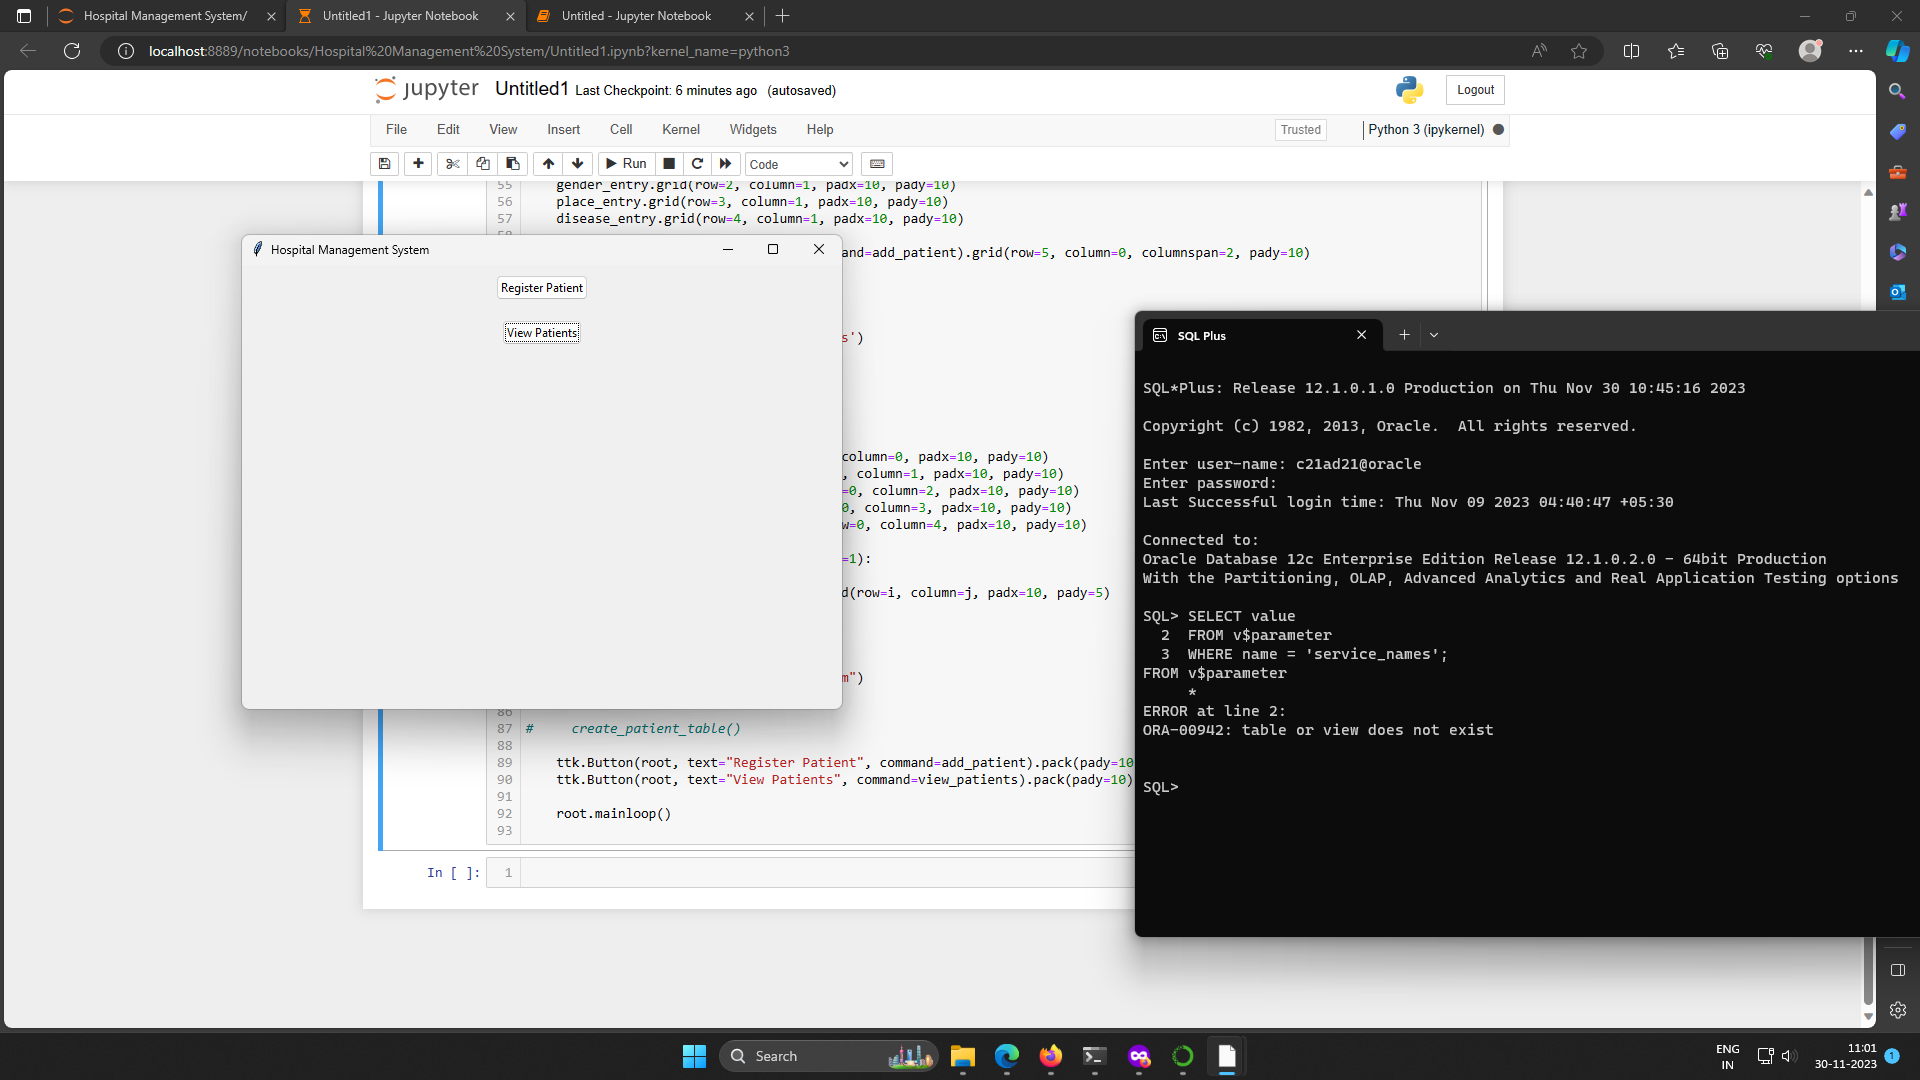 Hospital Management System/
Untitled1 - Jupyter Notebook
Untitled - Jupyter Notebook
localhost:8889/notebooks/Hospital%20Management%20System/Untitled1.ipynb?kernel_name=python3
jupyter Untitled1 Last Checkpoint: 6 minutes ago (autosaved)
Logout
File Edit View Insert Cell Kernel Widgets Help
Trusted
Python 3 (ipykernel)
Run
Code
55 gender_entry.grid(row=2, column=1, padx=10, pady=10)
56 place_entry.grid(row=3, column=1, padx=10, pady=10)
57 disease_entry.grid(row=4, column=1, padx=10, pady=10)
and=add_patient).grid(row=5, column=0, columnspan=2, pady=10)
s')
column=0, padx=10, pady=10)
, column=1, padx=10, pady=10)
=0, column=2, padx=10, pady=10)
0, column=3, padx=10, pady=10)
w=0, column=4, padx=10, pady=10)
=1):
d(row=i, column=j, padx=10, pady=5)
m")
86
87 # create_patient_table()
88
89 ttk.Button(root, text="Register Patient", command=add_patient).pack(pady=10
90 ttk.Button(root, text="View Patients", command=view_patients).pack(pady=10)
91
92 root.mainloop()
93
In [ ]: 1
Hospital Management System
Register Patient
View Patients
SQL Plus
SQL*Plus: Release 12.1.0.1.0 Production on Thu Nov 30 10:45:16 2023
Copyright (c) 1982, 2013, Oracle. All rights reserved.
Enter user-name: c21ad21@oracle
Enter password:
Last Successful login time: Thu Nov 09 2023 04:40:47 +05:30
Connected to:
Oracle Database 12c Enterprise Edition Release 12.1.0.2.0 - 64bit Production
With the Partitioning, OLAP, Advanced Analytics and Real Application Testing options
SQL> SELECT value
2 FROM v$parameter
3 WHERE name = 'service_names';
FROM v$parameter
*
ERROR at line 2:
ORA-00942: table or view does not exist
SQL>
Search
ENG
IN
11:01
30-11-2023
1